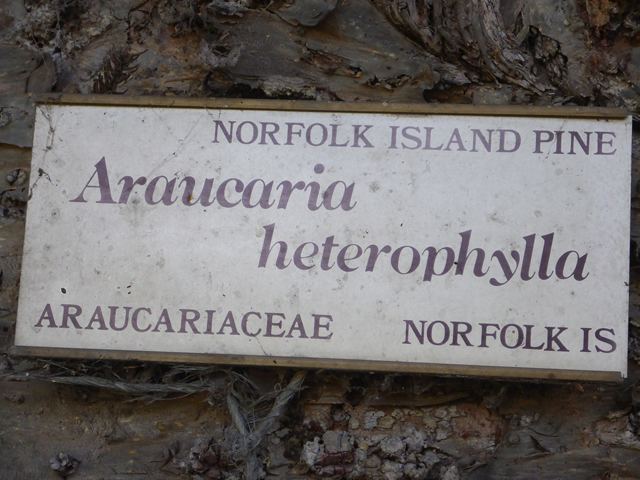 NORFOLK ISLAND PINE
Araucaria
heterophylla
ARAUCARIACEAE NORFOLK IS